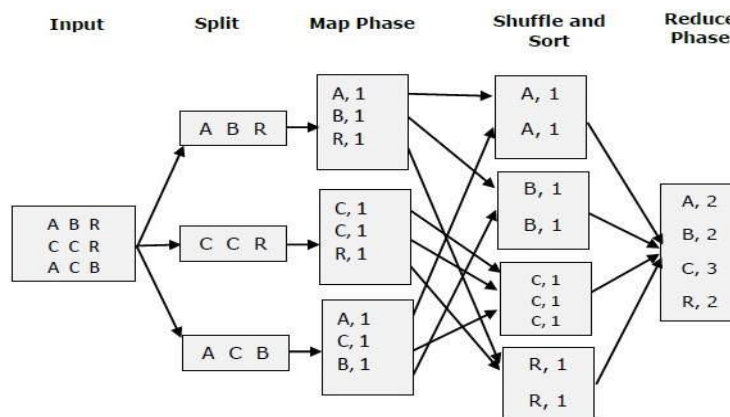 Input
Split
Map Phase
Shuffle and
Sort
Reduce
Phase
A B R
C C R
A C B
A B R
C C R
A C B
A, 1
B, 1
R, 1
C, 1
C, 1
R, 1
A, 1
C, 1
B, 1
A, 1
A, 1
B, 1
B, 1
C, 1
C, 1
C, 1
R, 1
R, 1
A, 2
B, 2
C, 3
R, 2